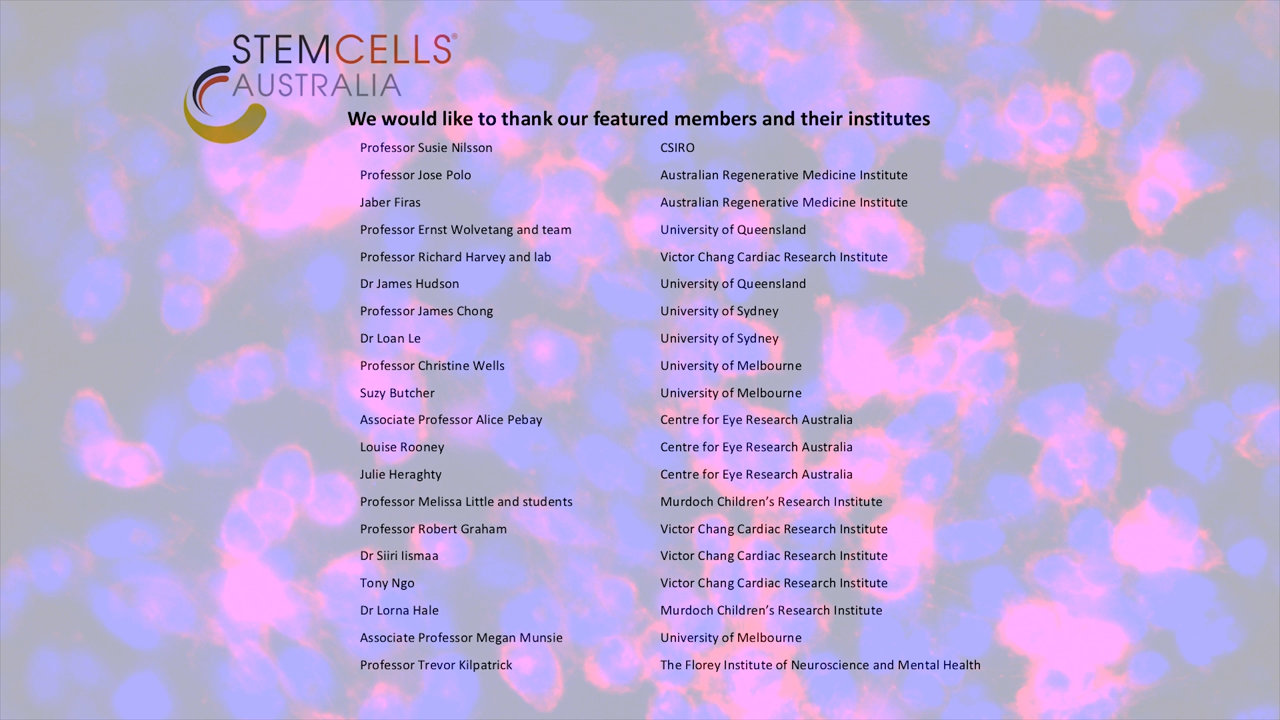 STEMCELLS®
AUSTRALIA
We would like to thank our featured members and their institutes
Professor Susie Nilsson CSIRO
Professor Jose Polo Australian Regenerative Medicine Institute
Jaber Firas Australian Regenerative Medicine Institute
Professor Ernst Wolvetang and team University of Queensland
Professor Richard Harvey and lab Victor Chang Cardiac Research Institute
Dr James Hudson University of Queensland
Professor James Chong University of Sydney
Dr Loan Le University of Sydney
Professor Christine Wells University of Melbourne
Suzy Butcher University of Melbourne
Associate Professor Alice Pebay Centre for Eye Research Australia
Louise Rooney Centre for Eye Research Australia
Julie Heraghty Centre for Eye Research Australia
Professor Melissa Little and students Murdoch Children’s Research Institute
Professor Robert Graham Victor Chang Cardiac Research Institute
Dr Siiri Iismaa Victor Chang Cardiac Research Institute
Tony Ngo Victor Chang Cardiac Research Institute
Dr Lorna Hale Murdoch Children’s Research Institute
Associate Professor Megan Munsie University of Melbourne
Professor Trevor Kilpatrick The Florey Institute of Neuroscience and Mental Health